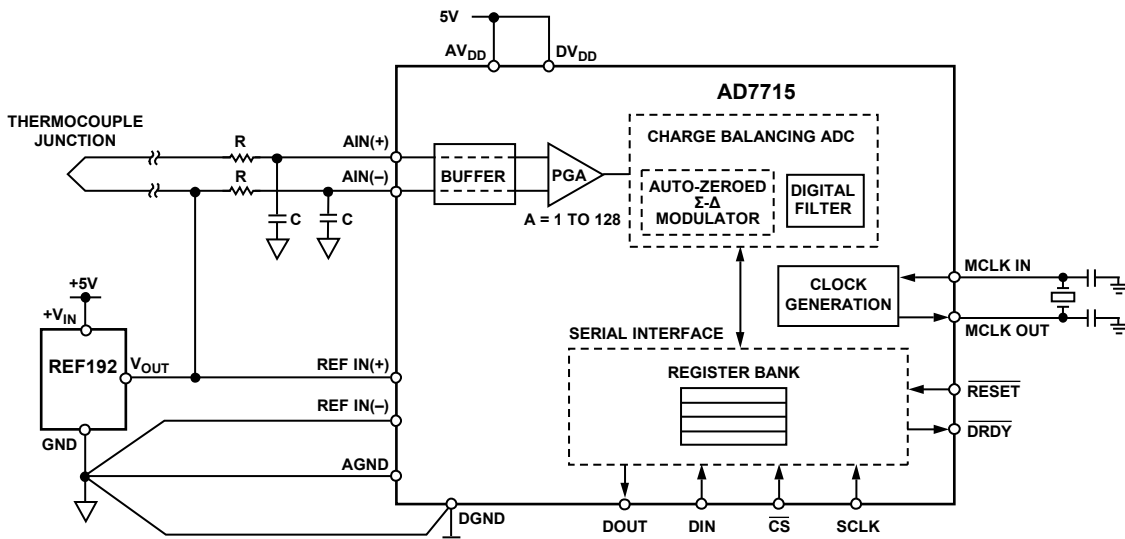 5V
AVDD
DVDD
AD7715
THERMOCOUPLE
JUNCTION
R
AIN(+)
CHARGE BALANCING ADC
R
AIN(–)
BUFFER
PGA
AUTO-ZEROED
Σ-Δ
MODULATOR
DIGITAL
FILTER
C
C
A = 1 TO 128
MCLK IN
CLOCK
GENERATION
+5V
+VIN
SERIAL INTERFACE
MCLK OUT
REF192
VOUT
REF IN(+)
REGISTER BANK
RESET
REF IN(–)
DRDY
GND
AGND
DGND
DOUT
DIN
CS
SCLK